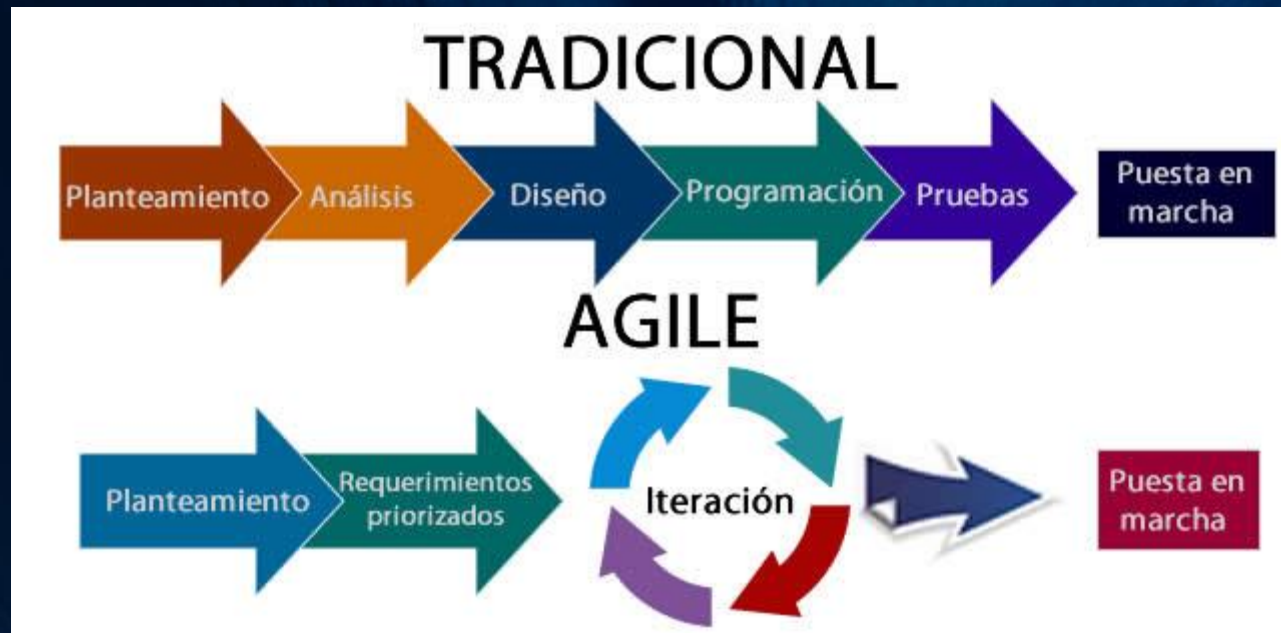 TRADICIONAL
Planteamiento
Análisis
Diseño
Programación
Pruebas
Puesta en
marcha
AGILE
Planteamiento
Requerimientos
priorizados
Iteración
Puesta en
marcha